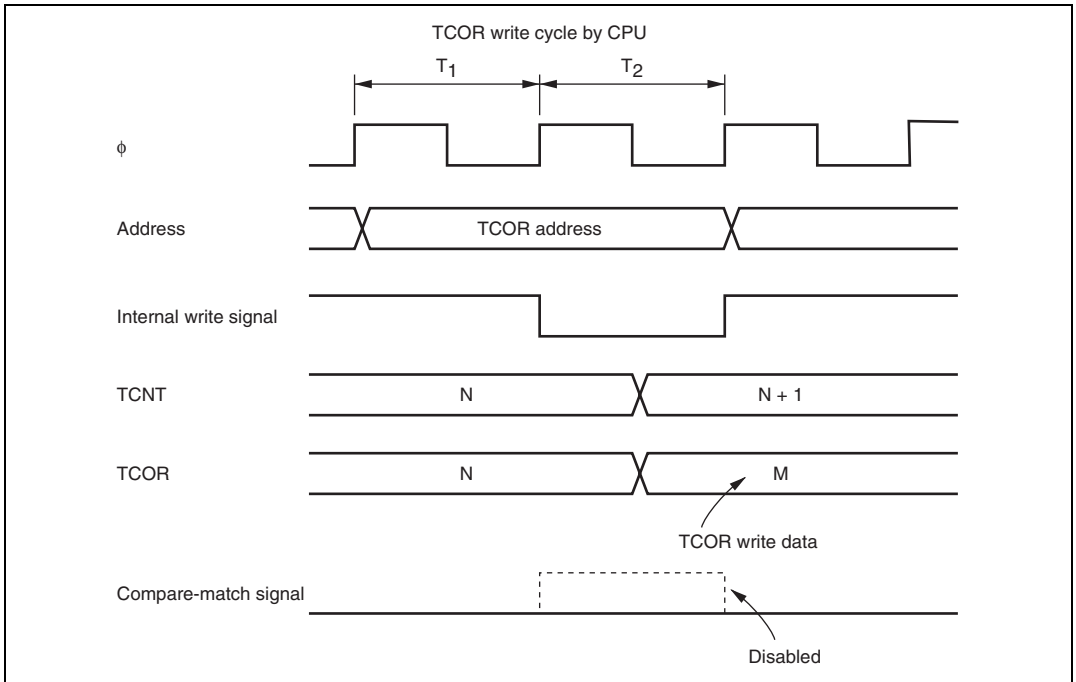 TCOR write cycle by CPU
T1 T2
ϕ
Address TCOR address
Internal write signal
TCNT N N + 1
TCOR N M
TCOR write data
Compare-match signal
Disabled